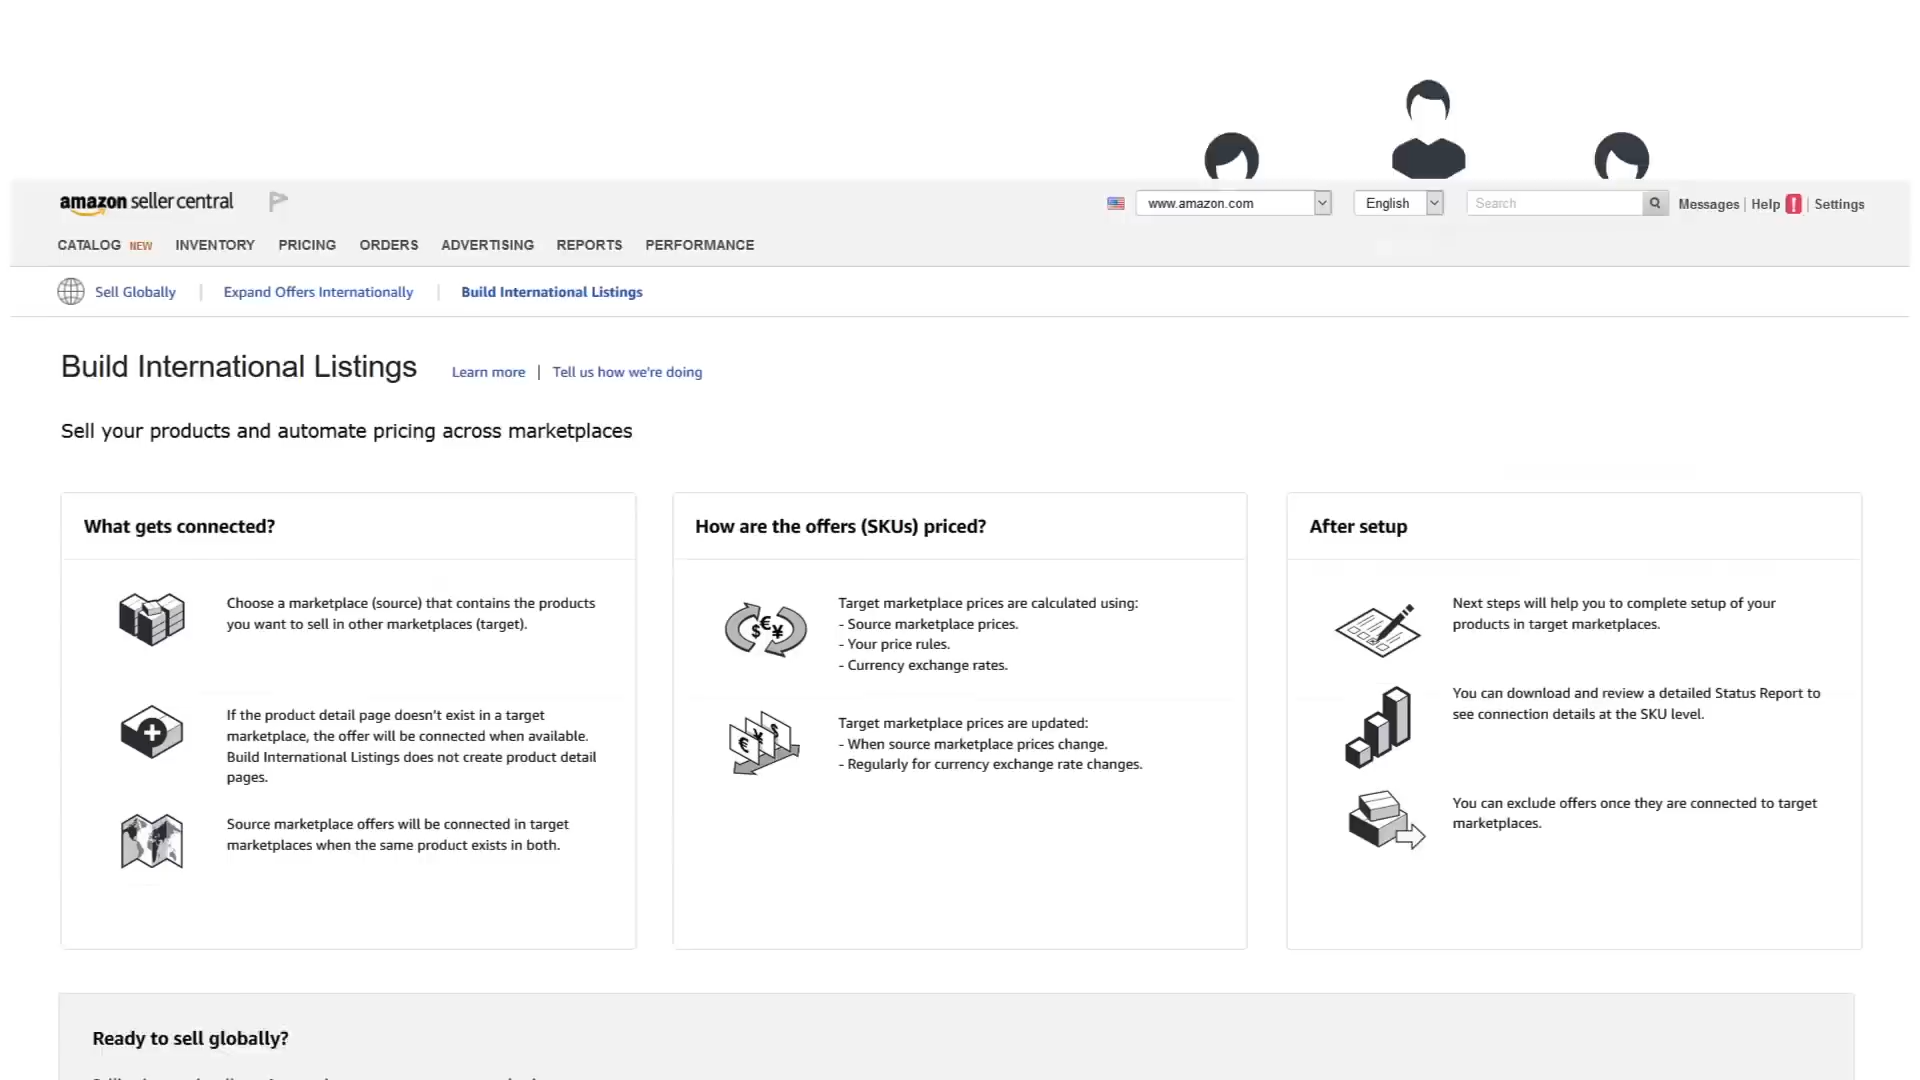 amazon seller central
www.amazon.com
English
Search
Messages | Help | Settings
CATALOG NEW INVENTORY PRICING ORDERS ADVERTISING REPORTS PERFORMANCE
Sell Globally | Expand Offers Internationally | Build International Listings
Build International Listings
Learn more | Tell us how we're doing
Sell your products and automate pricing across marketplaces
What gets connected?
Choose a marketplace (source) that contains the products
you want to sell in other marketplaces (target).
If the product detail page doesn't exist in a target
marketplace, the offer will be connected when available.
Build International Listings does not create product detail
pages.
Source marketplace offers will be connected in target
marketplaces when the same product exists in both.
How are the offers (SKUs) priced?
$€¥
Target marketplace prices are calculated using:
- Source marketplace prices.
- Your price rules.
- Currency exchange rates.
€ ¥ $
Target marketplace prices are updated:
- When source marketplace prices change.
- Regularly for currency exchange rate changes.
After setup
Next steps will help you to complete setup of your
products in target marketplaces.
You can download and review a detailed Status Report to
see connection details at the SKU level.
You can exclude offers once they are connected to target
marketplaces.
Ready to sell globally?